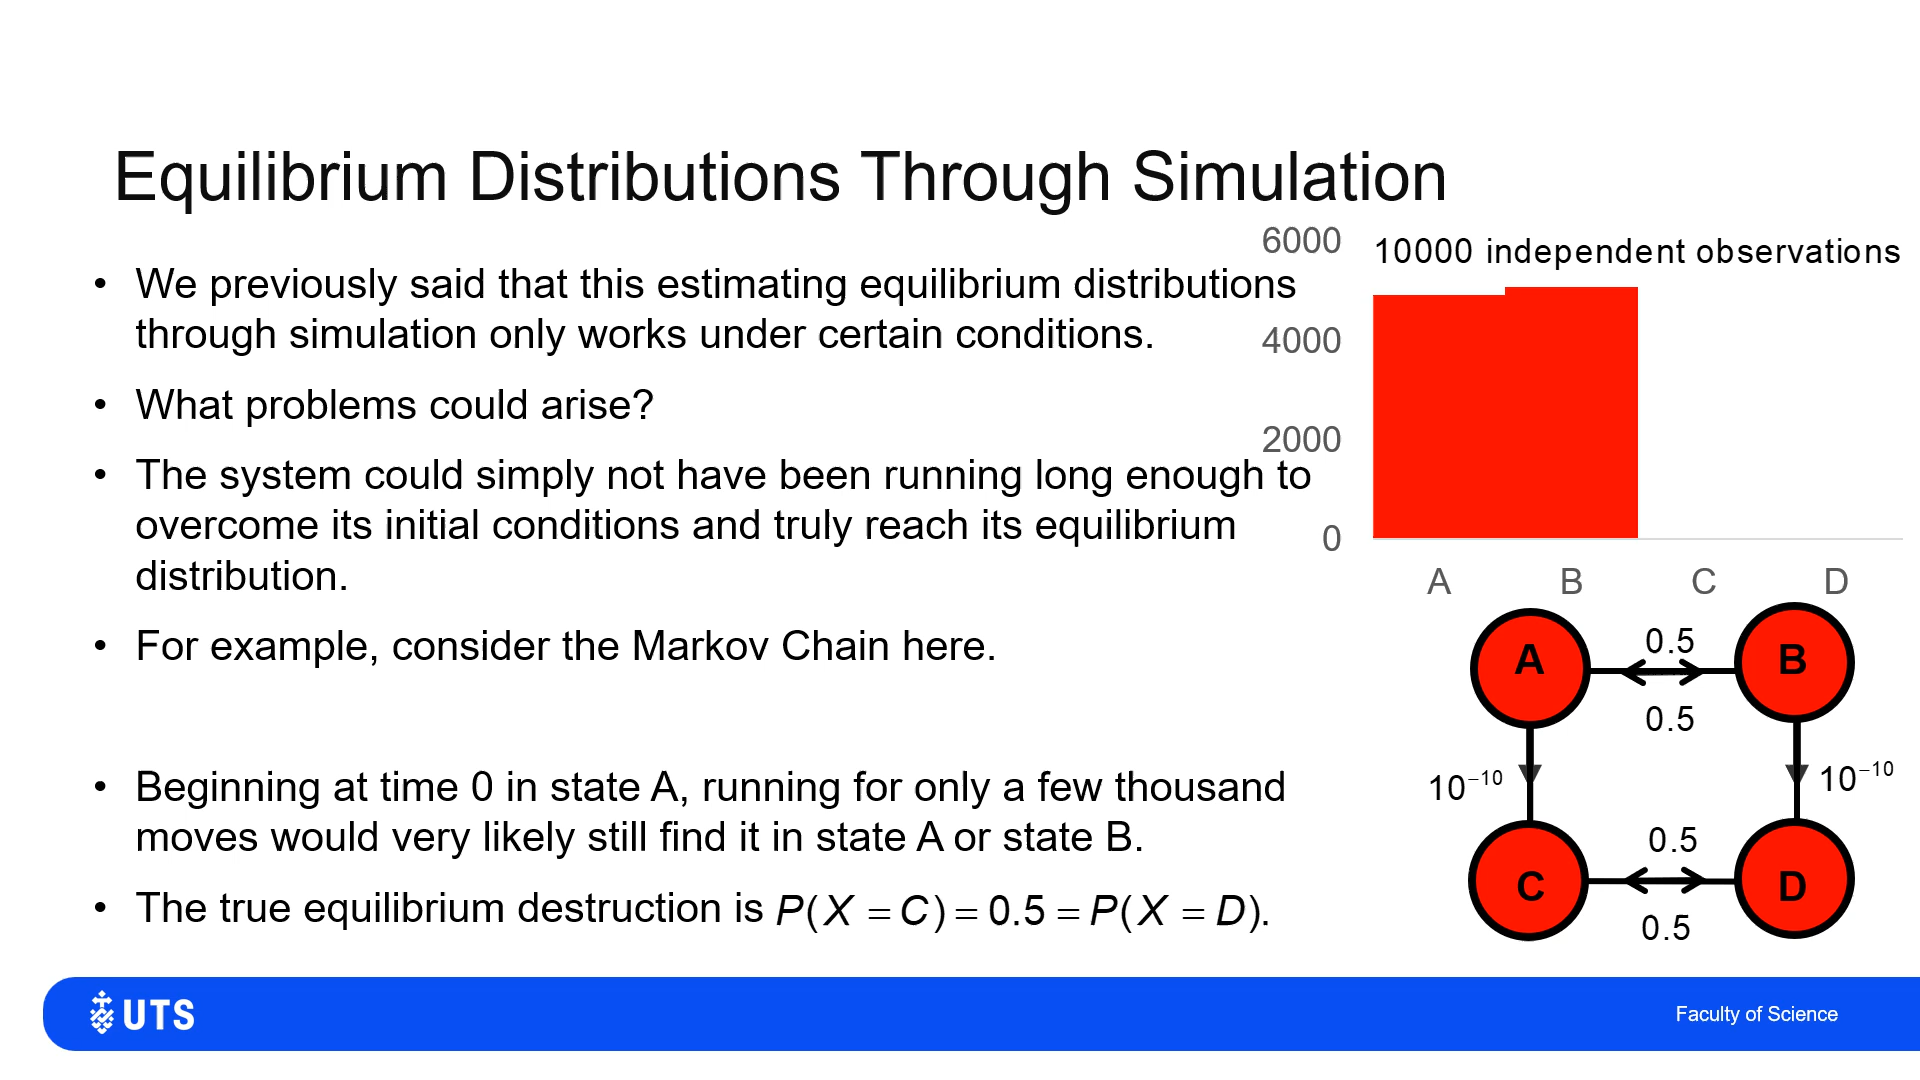 Equilibrium Distributions Through Simulation
• We previously said that this estimating equilibrium distributions
through simulation only works under certain conditions.
• What problems could arise?
• The system could simply not have been running long enough to
overcome its initial conditions and truly reach its equilibrium
distribution.
• For example, consider the Markov Chain here.
• Beginning at time 0 in state A, running for only a few thousand
moves would very likely still find it in state A or state B.
• The true equilibrium destruction is P(X = C) = 0.5 = P(X = D).
10000 independent observations
6000
4000
2000
0
A B C D
A
0.5
B
0.5
10⁻¹⁰
10⁻¹⁰
0.5
C
D
0.5
UTS
Faculty of Science